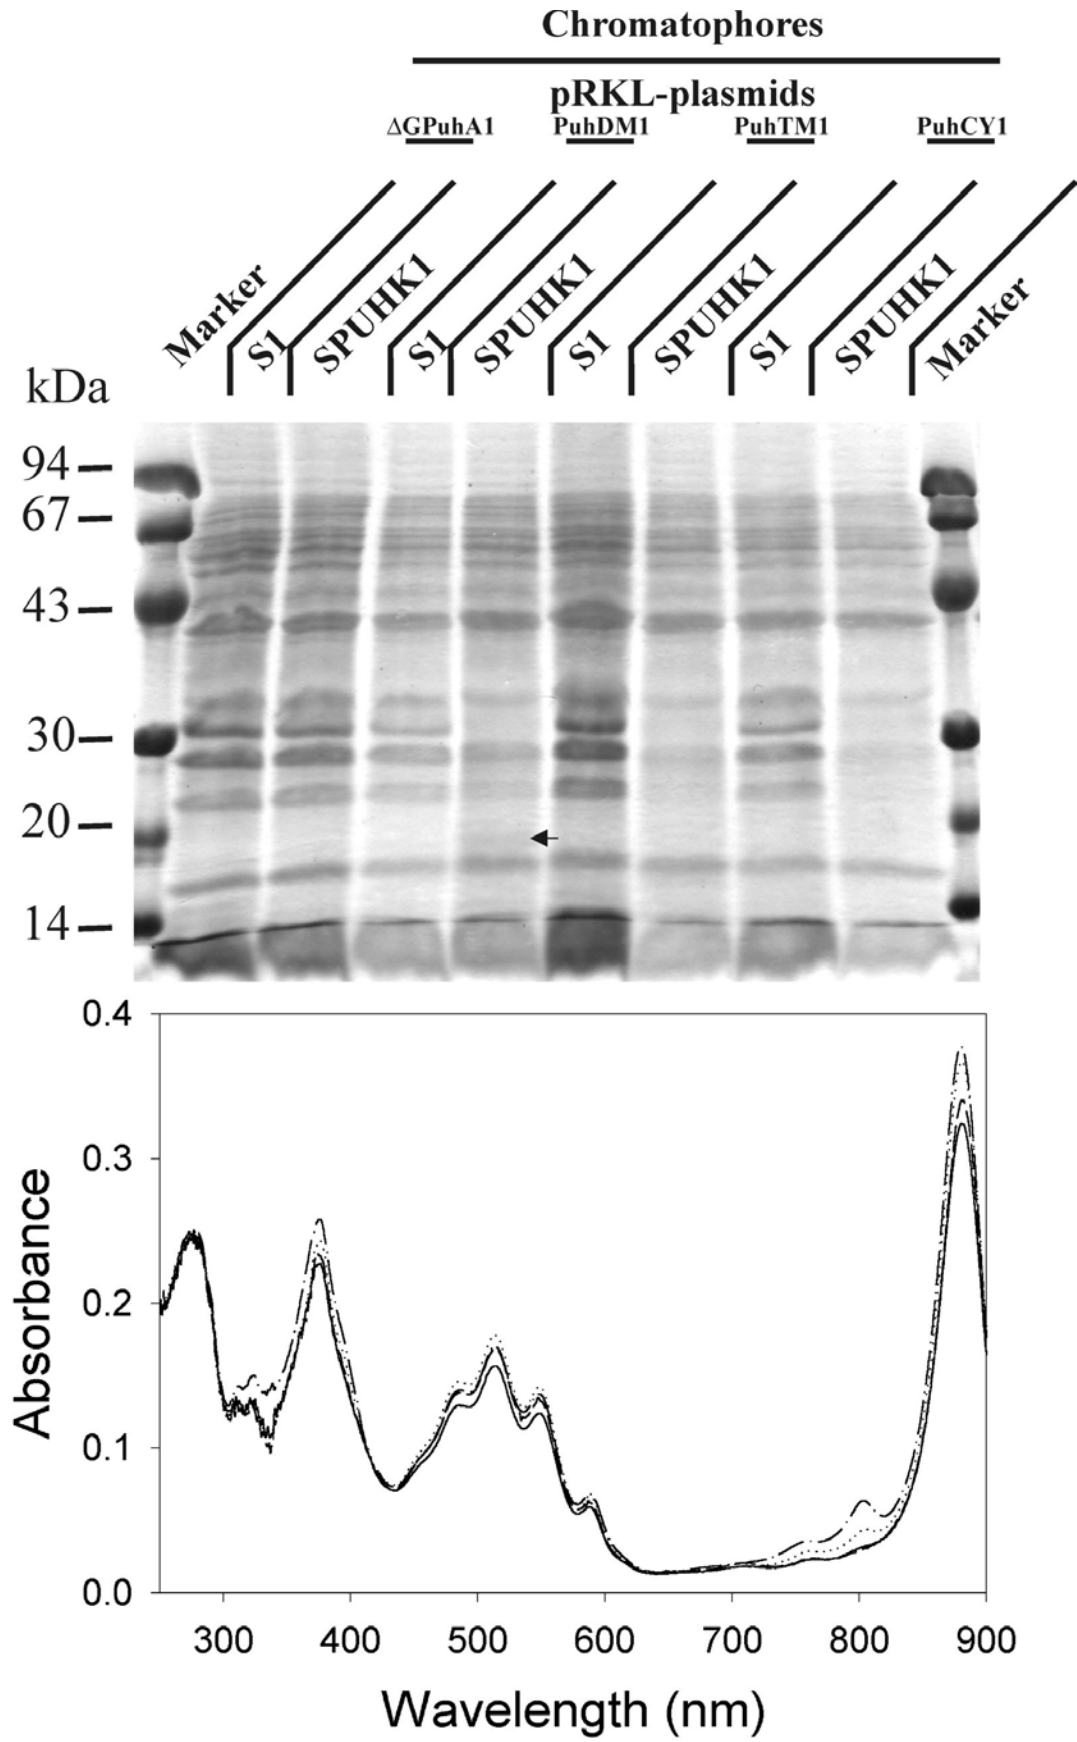 Chromatophores
pRKL-plasmids
ΔGPuhA1 PuhDM1 PuhTM1 PuhCY1
Marker S1 SPUHK1 S1 SPUHK1 S1 SPUHK1 S1 SPUHK1 Marker
kDa
94
67
43
30
20
14
0.4
0.3
0.2
0.1
0.0
Absorbance
300 400 500 600 700 800 900
Wavelength (nm)